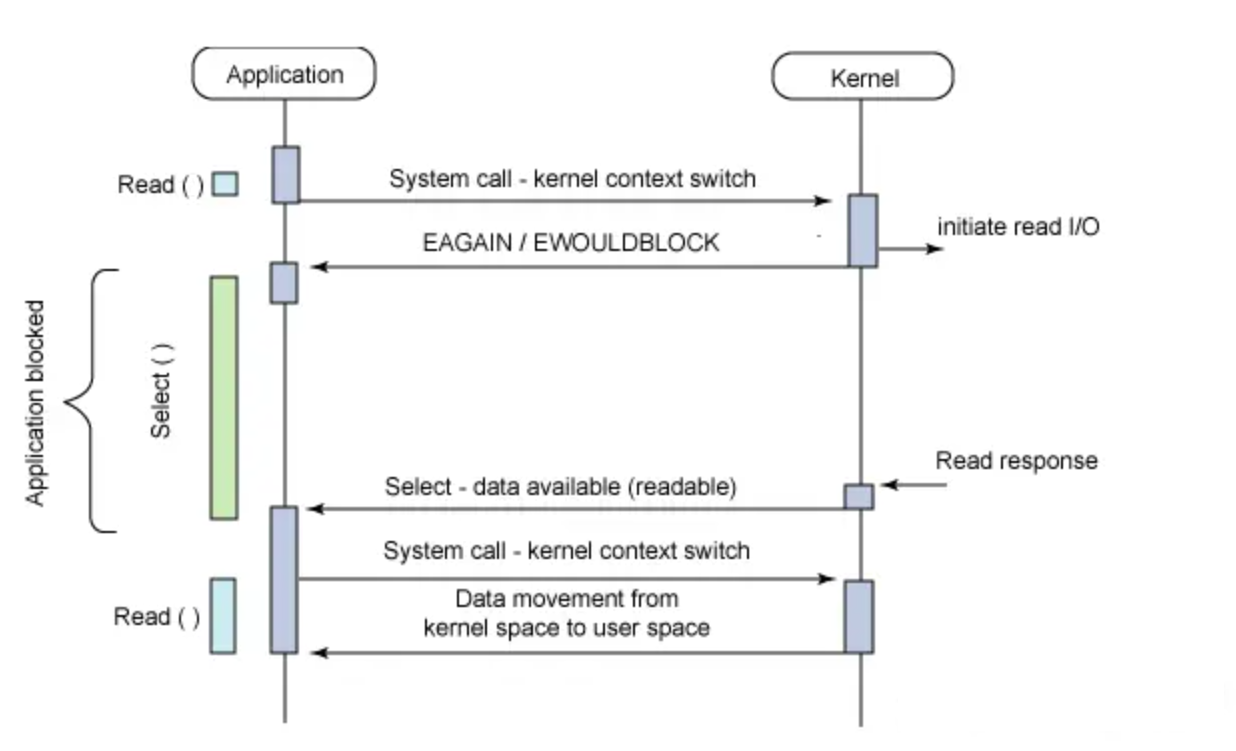 Application
Kernel
Read ( )
System call - kernel context switch
initiate read I/O
EAGAIN / EWOULDBLOCK
Application blocked
Select ( )
Read response
Select - data available (readable)
System call - kernel context switch
Read ( )
Data movement from
kernel space to user space